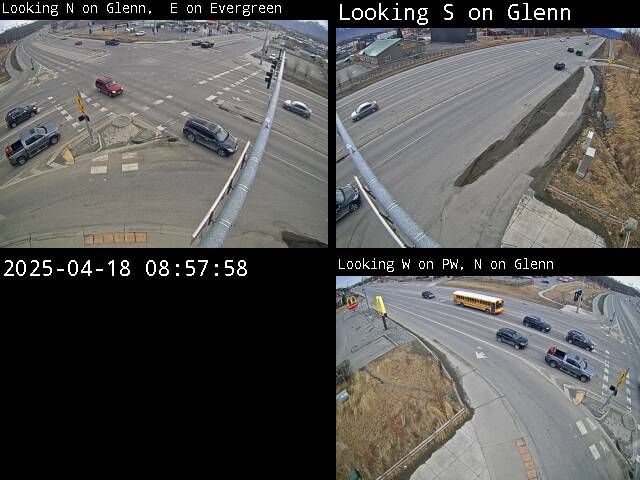 Looking N on Glenn,  E on Evergreen
Looking S on Glenn
2025-04-18 08:57:58
Looking W on PW, N on Glenn